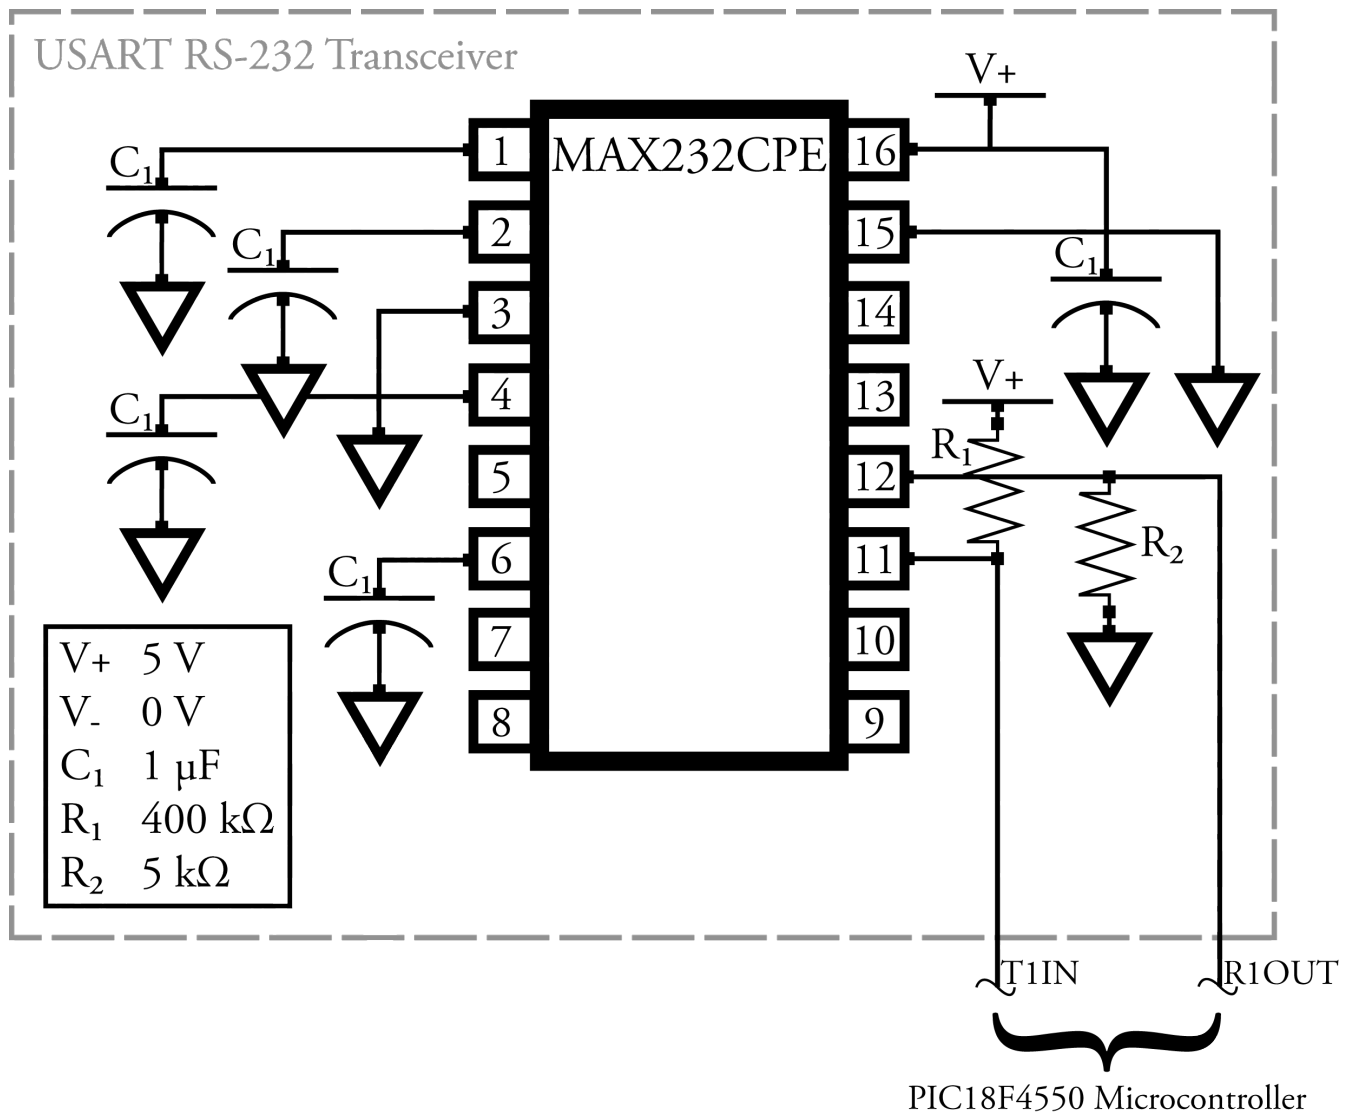 USART RS-232 Transceiver
V+
C₁
1
MAX232CPE
16
C₁
2
15
C₁
3
14
V+
C₁
4
13
R₁
5
12
C₁
6
11
R₂
7
10
8
9
V+ 5 V
V- 0 V
C₁ 1 µF
R₁ 400 kΩ
R₂ 5 kΩ
T1IN
R1OUT
PIC18F4550 Microcontroller